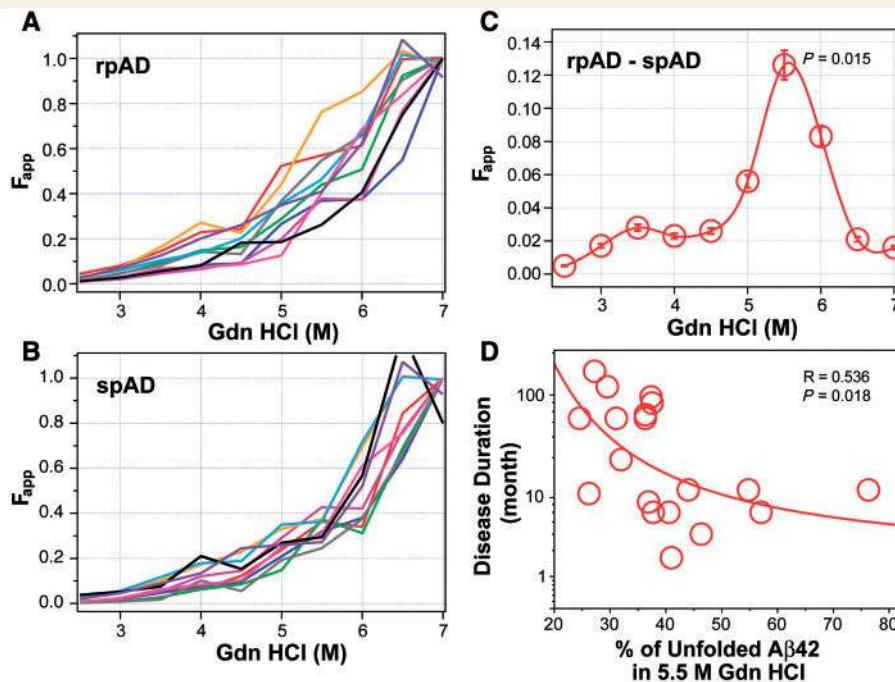 A
rpAD
1.0
0.8
0.6
0.4
0.2
0.0
Fapp
3 4 5 6 7
Gdn HCl (M)
B
spAD
1.0
0.8
0.6
0.4
0.2
0.0
Fapp
3 4 5 6 7
Gdn HCl (M)
C
rpAD - spAD
P = 0.015
0.14
0.12
0.10
0.08
0.06
0.04
0.02
0.00
Fapp
3 4 5 6 7
Gdn HCl (M)
D
R = 0.536
P = 0.018
100
10
1
Disease Duration
(month)
20 30 40 50 60 70 80
% of Unfolded Aβ42
in 5.5 M Gdn HCl